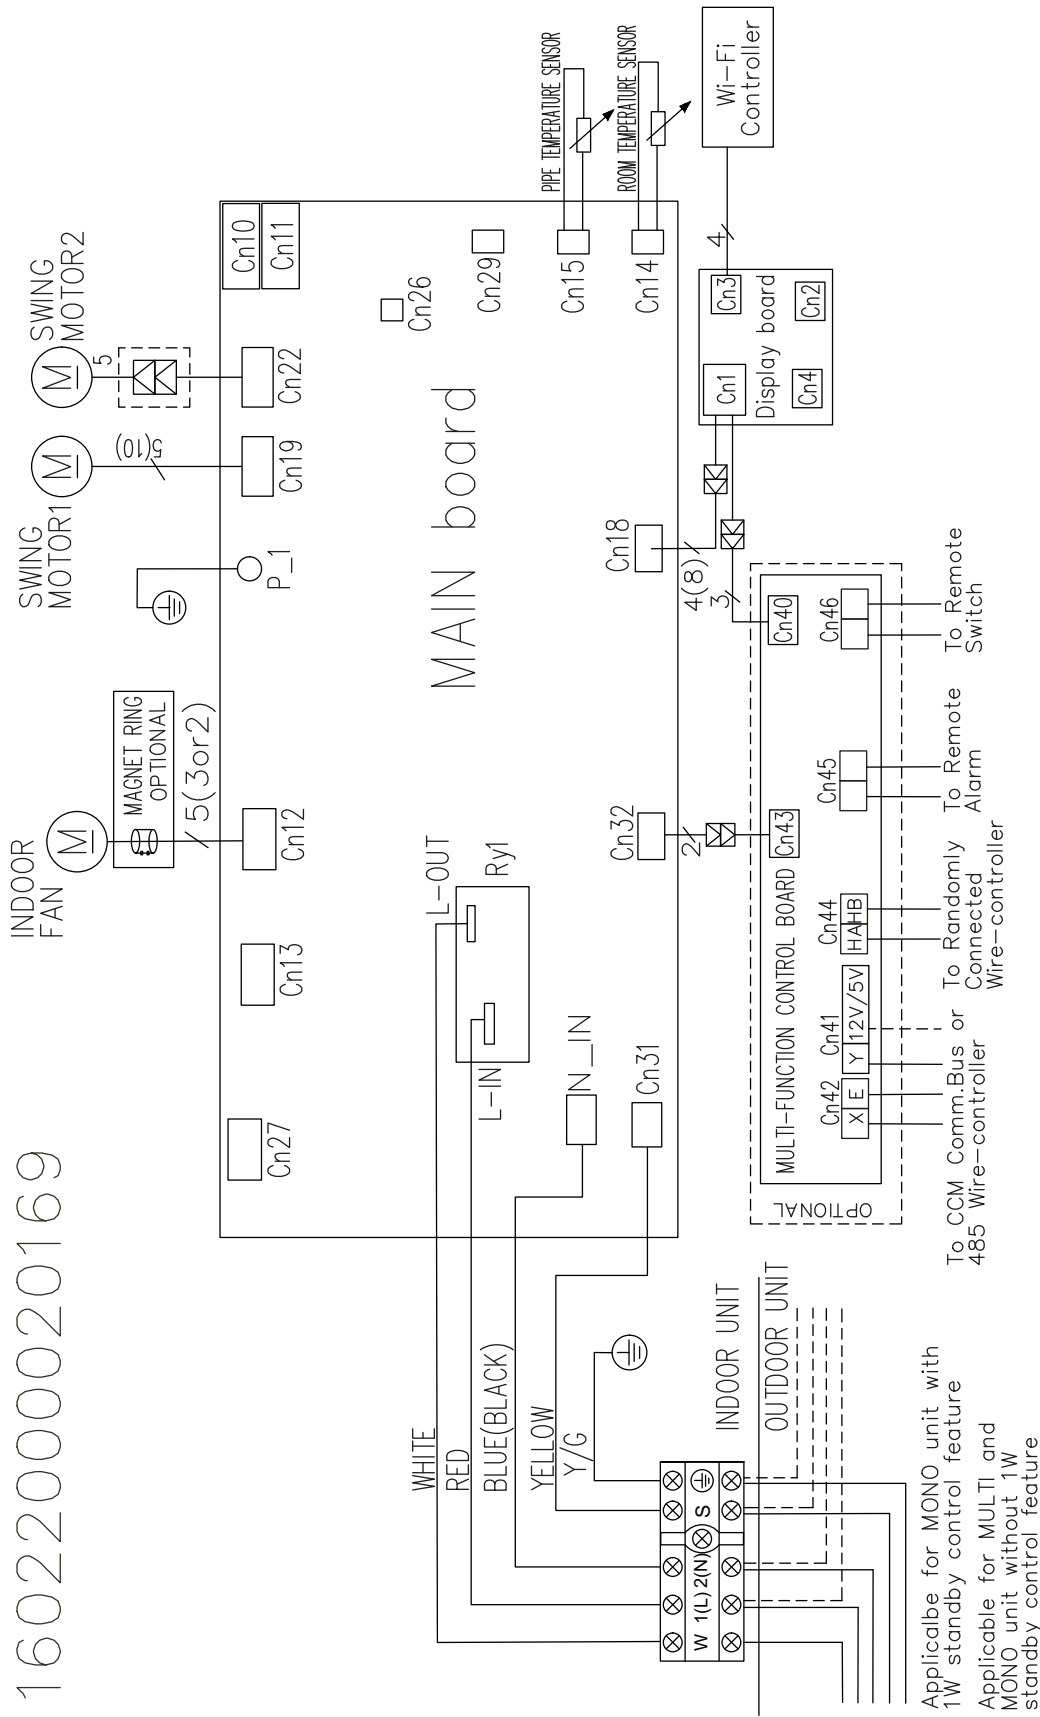 16022000020169
INDOOR
FAN
MAGNET RING
OPTIONAL
5(3or2)
SWING
MOTOR1
5(10)
SWING
MOTOR2
5
Cn27
Cn13
Cn12
P_1
Cn19
Cn22
Cn10
Cn11
L-OUT
L-IN
Ry1
MAIN board
Cn26
Cn29
Cn15
Cn14
PIPE TEMPERATURE SENSOR
ROOM TEMPERATURE SENSOR
N_IN
Cn31
Cn32
Cn18
WHITE
RED
BLUE(BLACK)
YELLOW
Y/G
W 1(L) 2(N) S
INDOOR UNIT
OUTDOOR UNIT
2
4(8)
3
Cn1
Cn3
Display board
Cn4
Cn2
4
Wi-Fi
Controller
OPTIONAL
MULTI-FUNCTION CONTROL BOARD
Cn43
Cn40
Cn42
Cn41
Cn44
Cn45
Cn46
X E
Y 12V/5V
HA HB
To CCM Comm.Bus or
485 Wire-controller
To Randomly
Connected
Wire-controller
To Remote
Alarm
To Remote
Switch
Applicalbe for MONO unit with
1W standby control feature
Applicable for MULTI and
MONO unit without 1W
standby control feature
M
M
M